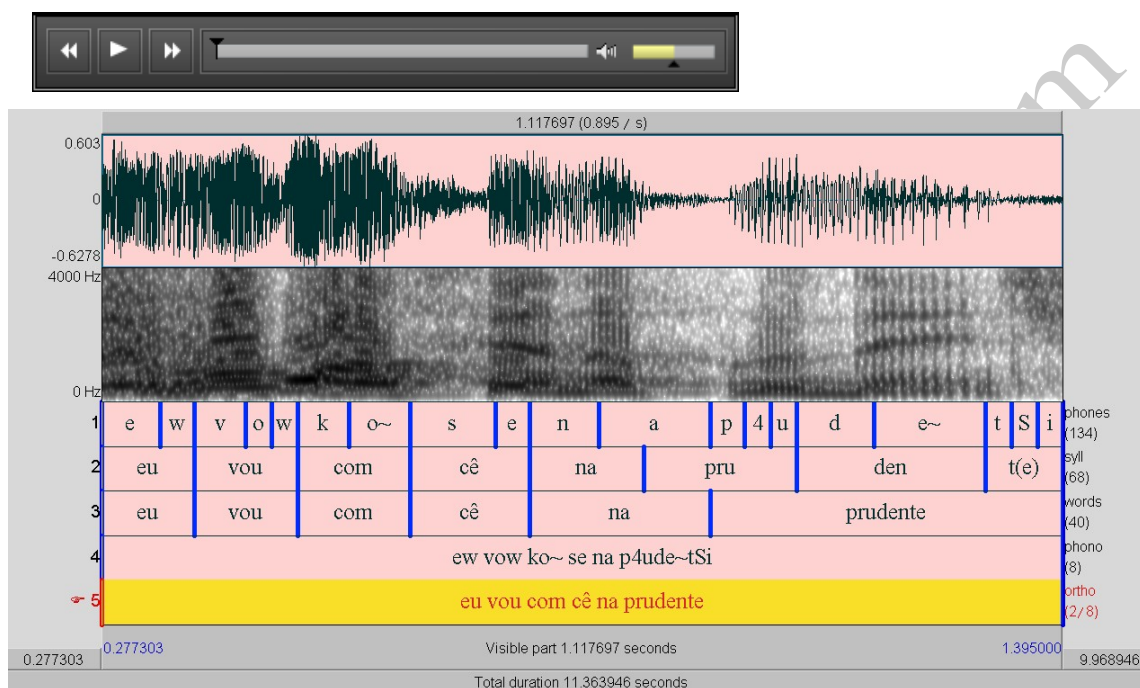 om
1.117697 (0.895 / s)
0.603
0
-0.6278
4000 Hz
0 Hz
1 e w v o w k o~ s e n a p 4 u d e~ t S i phones (134)
2 eu vou com cê na pru den t(e) syll (68)
3 eu vou com cê na prudente words (40)
4 ew vow ko~ se na p4ude~tSi phono (8)
5 eu vou com cê na prudente ortho (2/8)
0.277303 Visible part 1.117697 seconds 1.395000
0.277303 9.968946
Total duration 11.363946 seconds